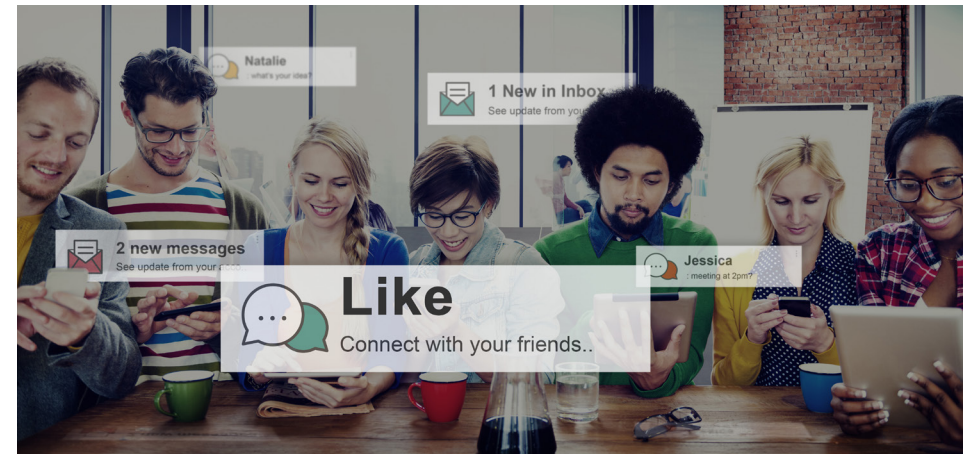 Natalie
: what's your idea?
1 New in Inbox
See update from your
2 new messages
See update from your
Jessica
: meeting at 2pm?
Like
Connect with your friends..